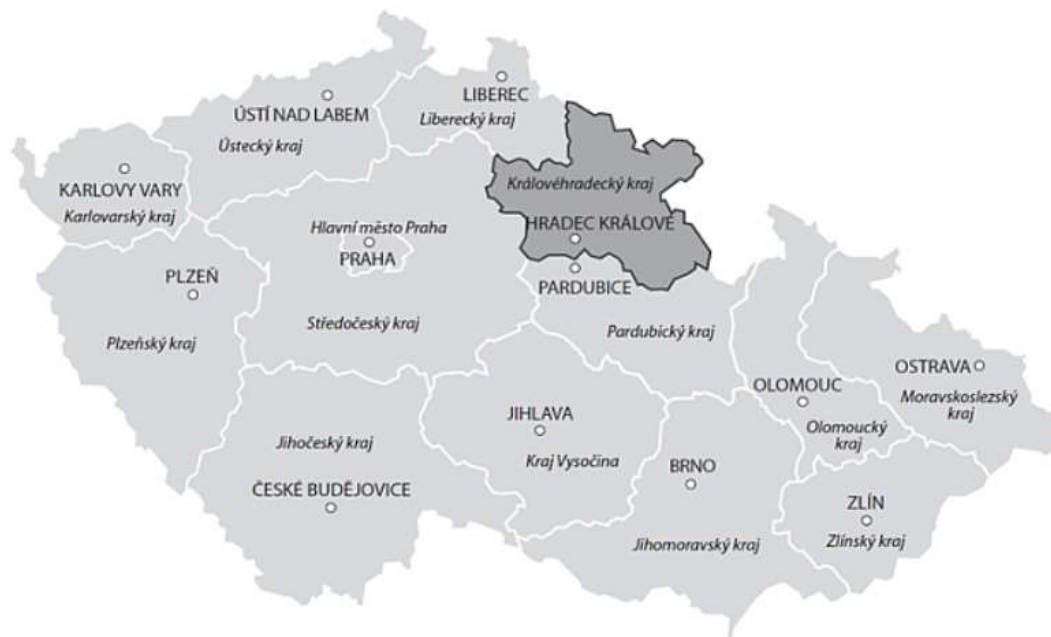 LIBEREC
Liberecký kraj
ÚSTÍ NAD LABEM
Ústecký kraj
KARLOVY VARY
Karlovarský kraj
Královéhradecký kraj
HRADEC KRÁLOVÉ
Hlavní město Praha
PRAHA
PLZEŇ
Plzeňský kraj
Středočeský kraj
PARDUBICE
Pardubický kraj
OSTRAVA
Moravskoslezský
kraj
OLOMOUC
Olomoucký
kraj
JIHLAVA
Kraj Vysočina
Jihočeský kraj
ČESKÉ BUDĚJOVICE
BRNO
Jihomoravský kraj
ZLÍN
Zlínský kraj